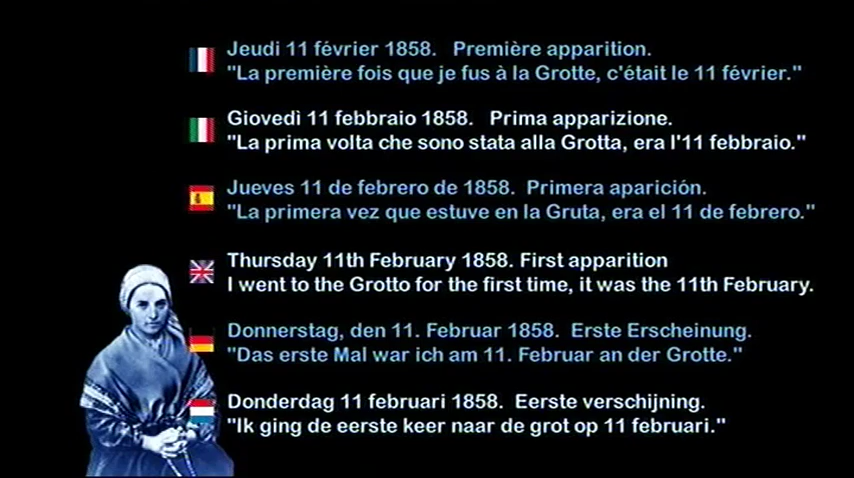 Jeudi 11 février 1858. Première apparition.
"La première fois que je fus à la Grotte, c'était le 11 février."
Giovedì 11 febbraio 1858. Prima apparizione.
"La prima volta che sono stata alla Grotta, era l'11 febbraio."
Jueves 11 de febrero de 1858. Primera aparición.
"La primera vez que estuve en la Gruta, era el 11 de febrero."
Thursday 11th February 1858. First apparition
I went to the Grotto for the first time, it was the 11th February.
Donnerstag, den 11. Februar 1858. Erste Erscheinung.
"Das erste Mal war ich am 11. Februar an der Grotte."
Donderdag 11 februari 1858. Eerste verschijning.
"Ik ging de eerste keer naar de grot op 11 februari."